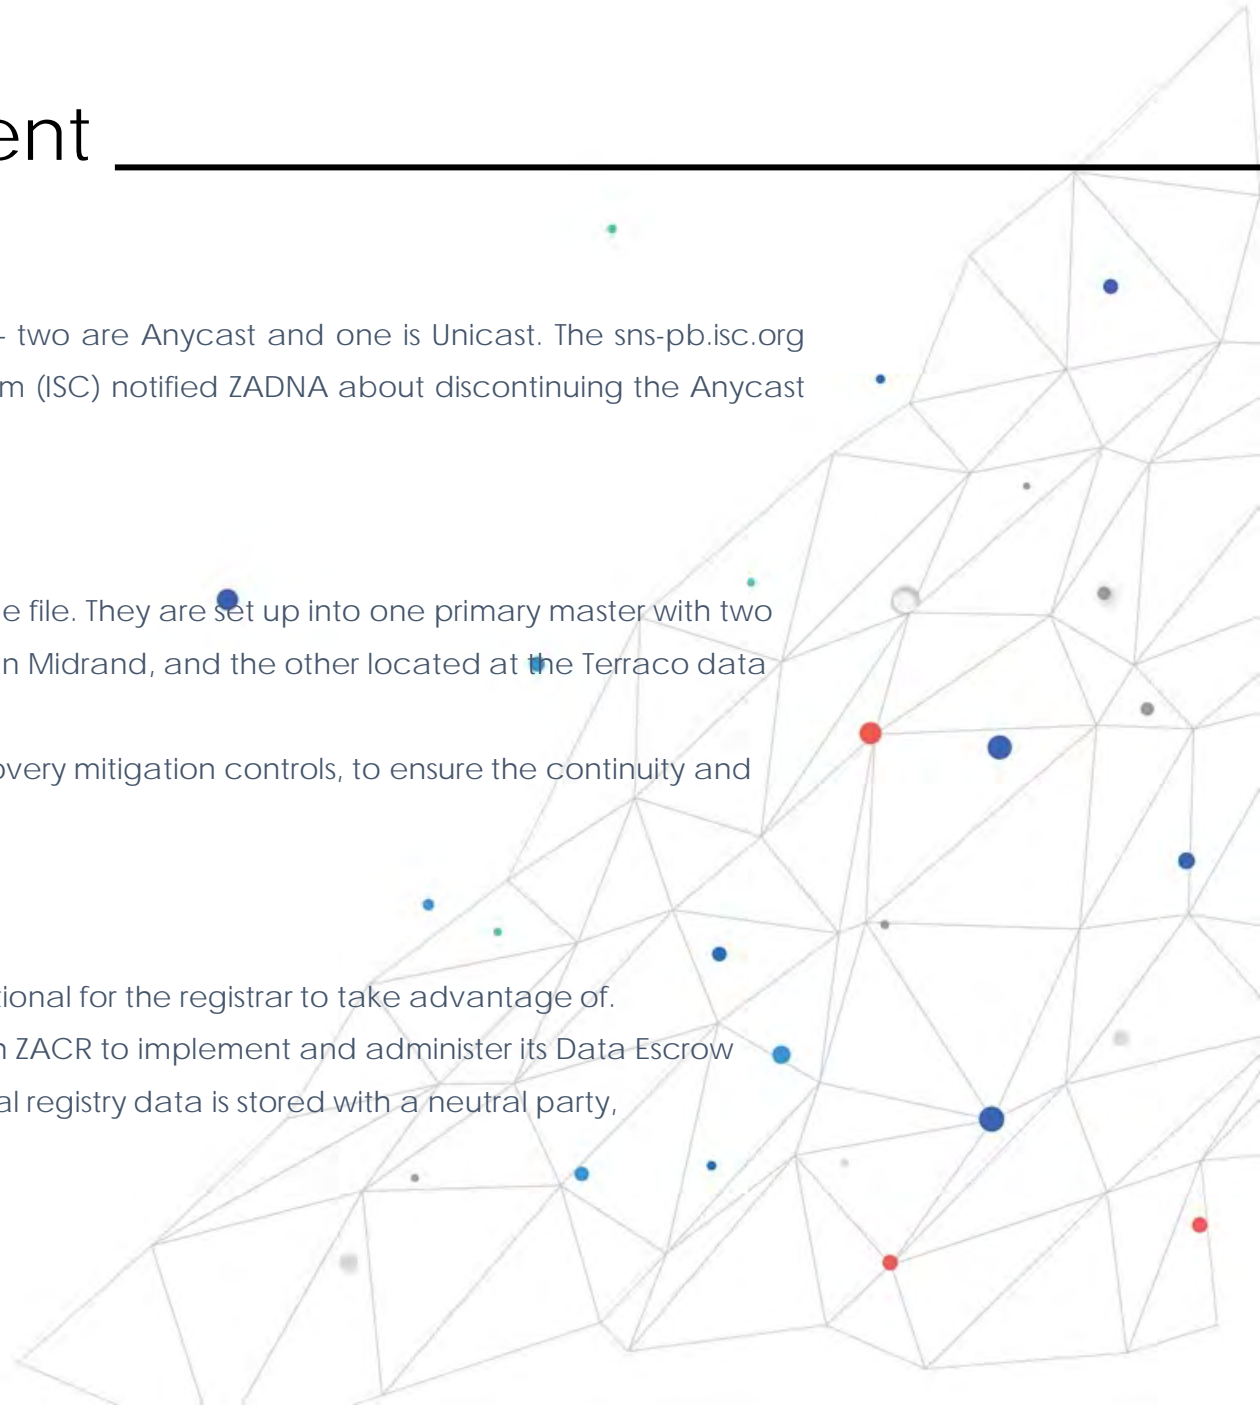 ent
- two are Anycast and one is Unicast. The sns-pb.isc.org
m (ISC) notified ZADNA about discontinuing the Anycast
e file. They are set up into one primary master with two
n Midrand, and the other located at the Terraco data
overy mitigation controls, to ensure the continuity and
tional for the registrar to take advantage of.
n ZACR to implement and administer its Data Escrow
al registry data is stored with a neutral party,